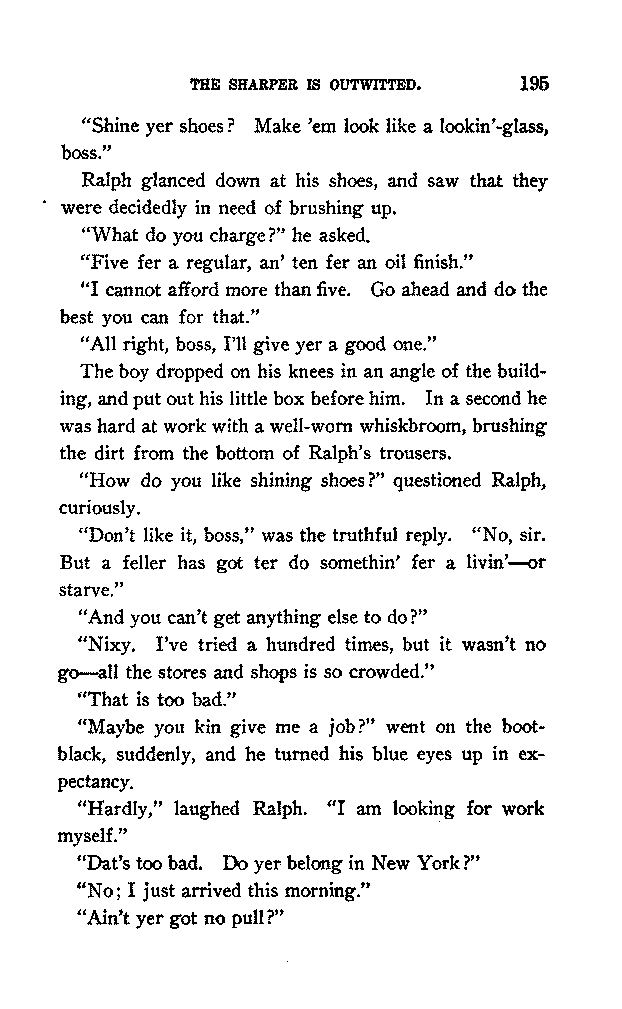 THE SHARPER IS OUTWITTED. 195
“Shine yer shoes? Make ’em look like a lookin’-glass,
boss.”
Ralph glanced down at his shoes, and saw that they
were decidedly in need of brushing up.
“What do you charge?” he asked.
“Five fer a regular, an’ ten fer an oil finish.”
“I cannot afford more than five. Go ahead and do the
best you can for that.”
“All right, boss, I’ll give yer a good one.”
The boy dropped on his knees in an angle of the build-
ing, and put out his little box before him. In a second he
was hard at work with a well-worn whiskbroom, brushing
the dirt from the bottom of Ralph’s trousers.
“How do you like shining shoes?” questioned Ralph,
curiously.
“Don’t like it, boss,” was the truthful reply. “No, sir.
But a feller has got ter do somethin’ fer a livin’—or
starve.”
“And you can’t get anything else to do?”
“Nixy. I’ve tried a hundred times, but it wasn’t no
go—all the stores and shops is so crowded.”
“That is too bad.”
“Maybe you kin give me a job?” went on the boot-
black, suddenly, and he turned his blue eyes up in ex-
pectancy.
“Hardly,” laughed Ralph. “I am looking for work
myself.”
“Dat’s too bad. Do yer belong in New York?”
“No; I just arrived this morning.”
“Ain’t yer got no pull?”